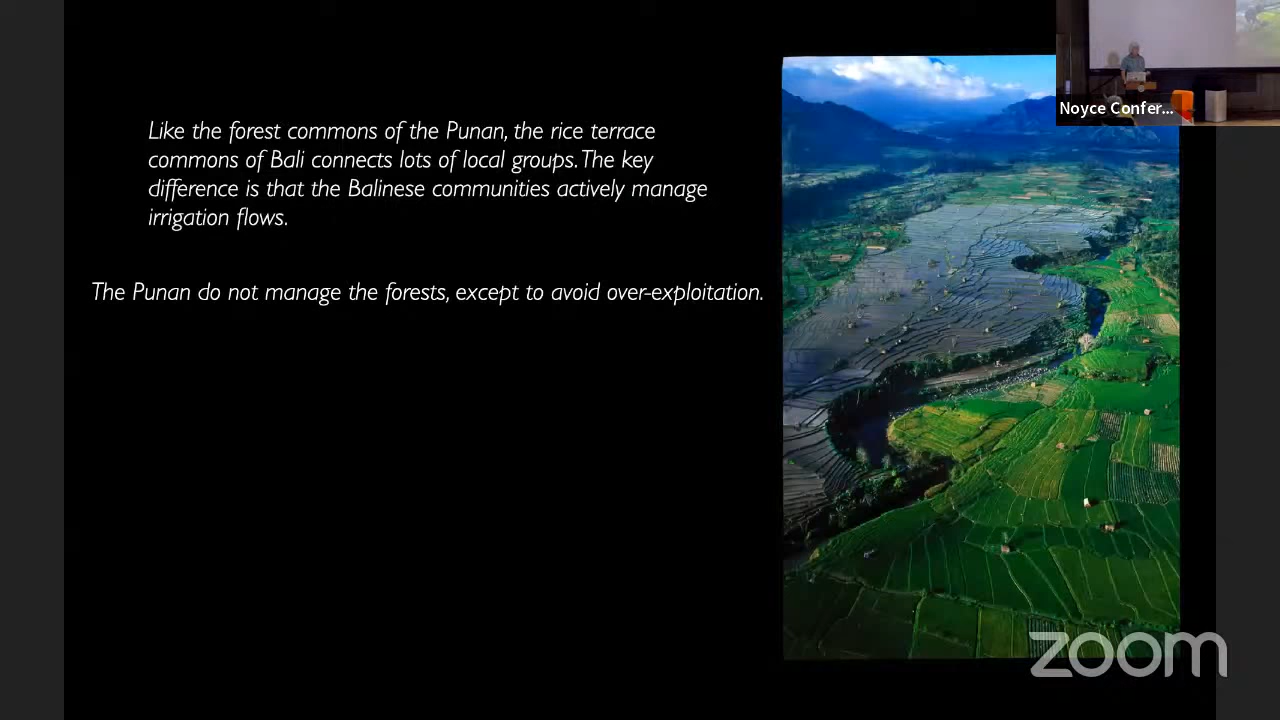 Noyce Confer...
Like the forest commons of the Punan, the rice terrace
commons of Bali connects lots of local groups. The key
difference is that the Balinese communities actively manage
irrigation flows.
The Punan do not manage the forests, except to avoid over-exploitation.
zoom